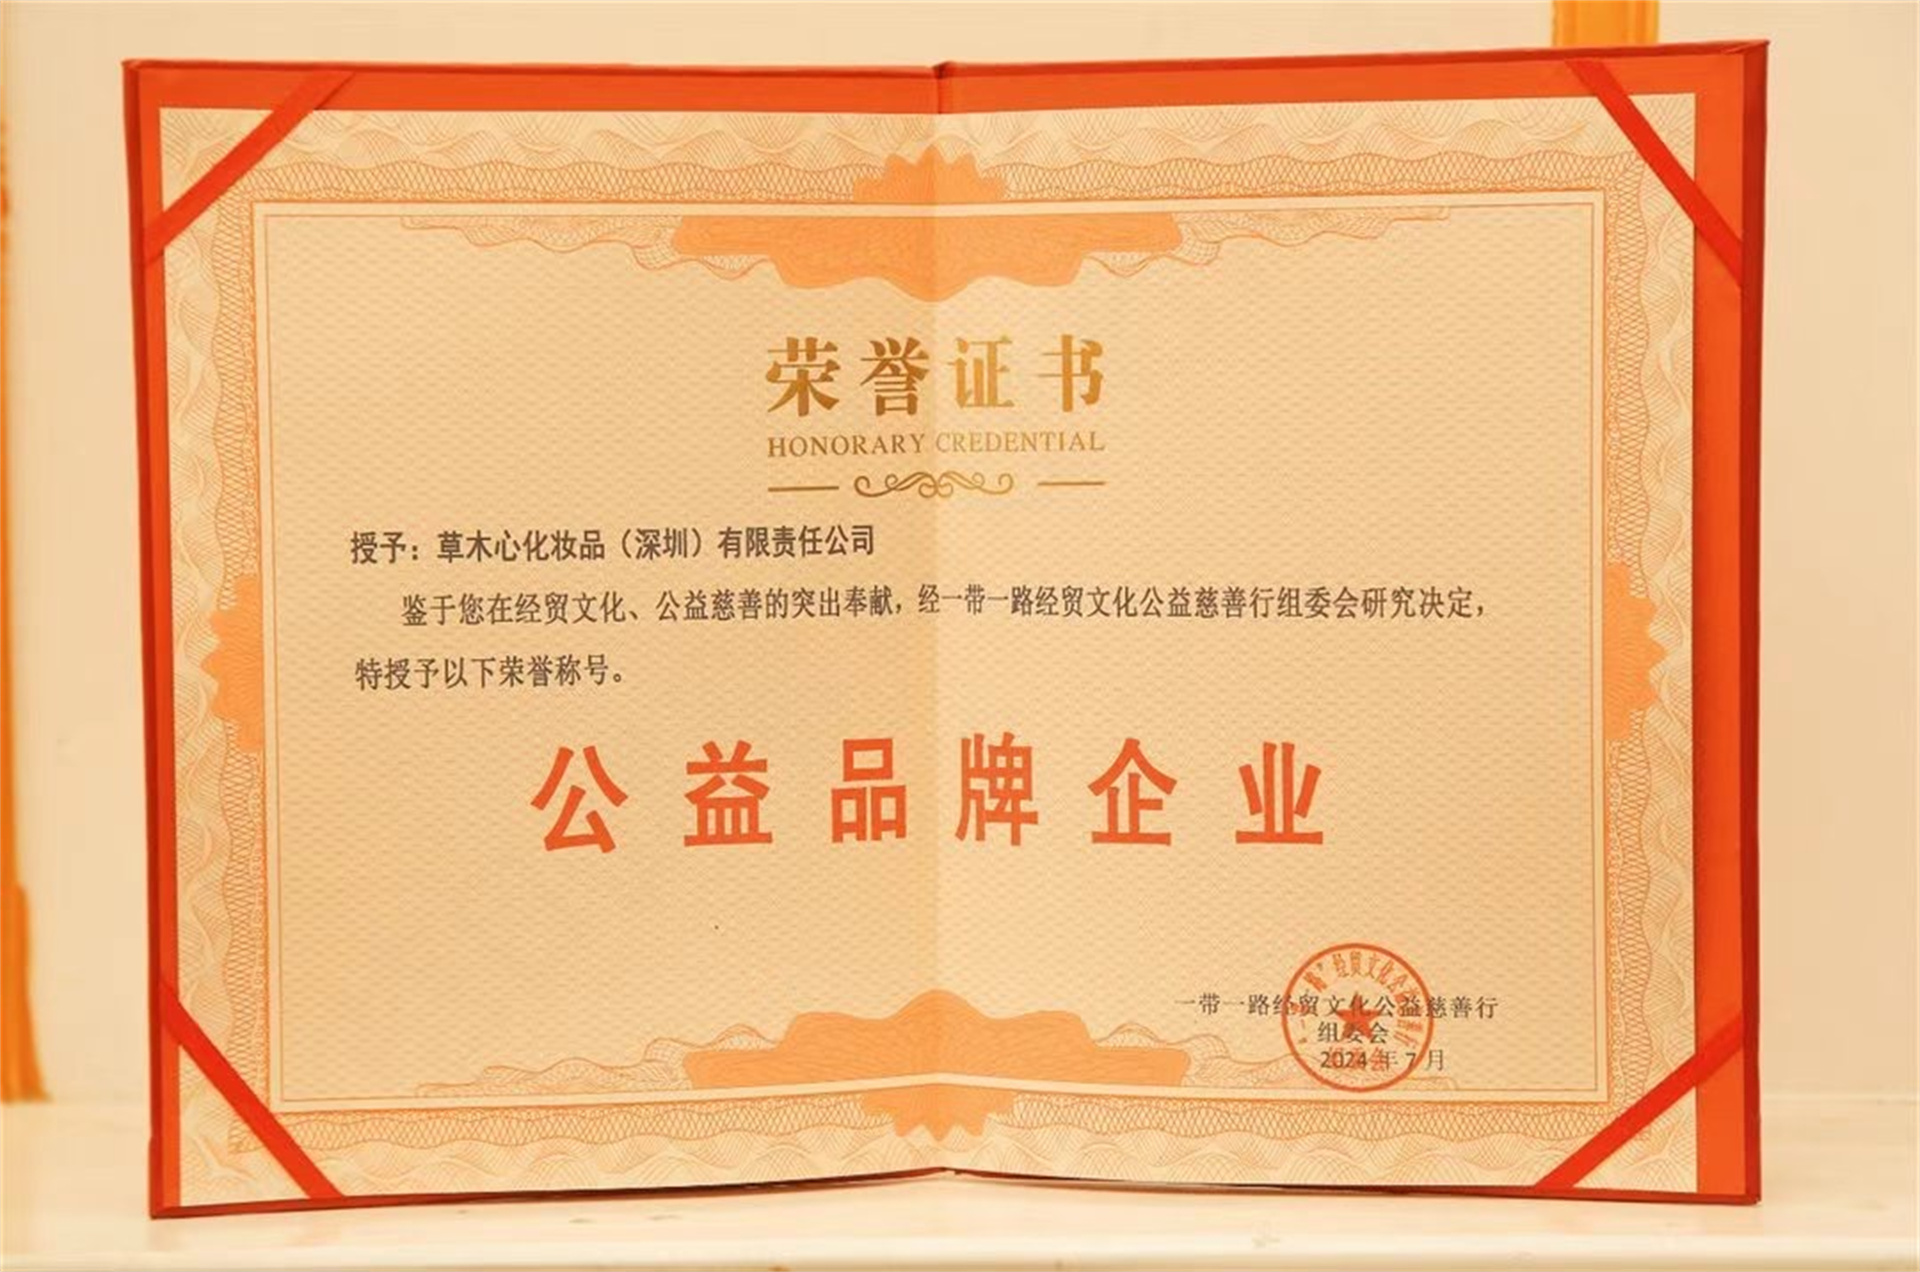 荣誉证书
HONORARY CREDENTIAL
授予：草木心化妆品（深圳）有限责任公司
鉴于您在经贸文化、公益慈善的突出奉献，经一带一路经贸文化公益慈善行组委会研究决定，
特授予以下荣誉称号。
公益品牌企业
一带一路经贸文化公益慈善行
组委会
2024年7月